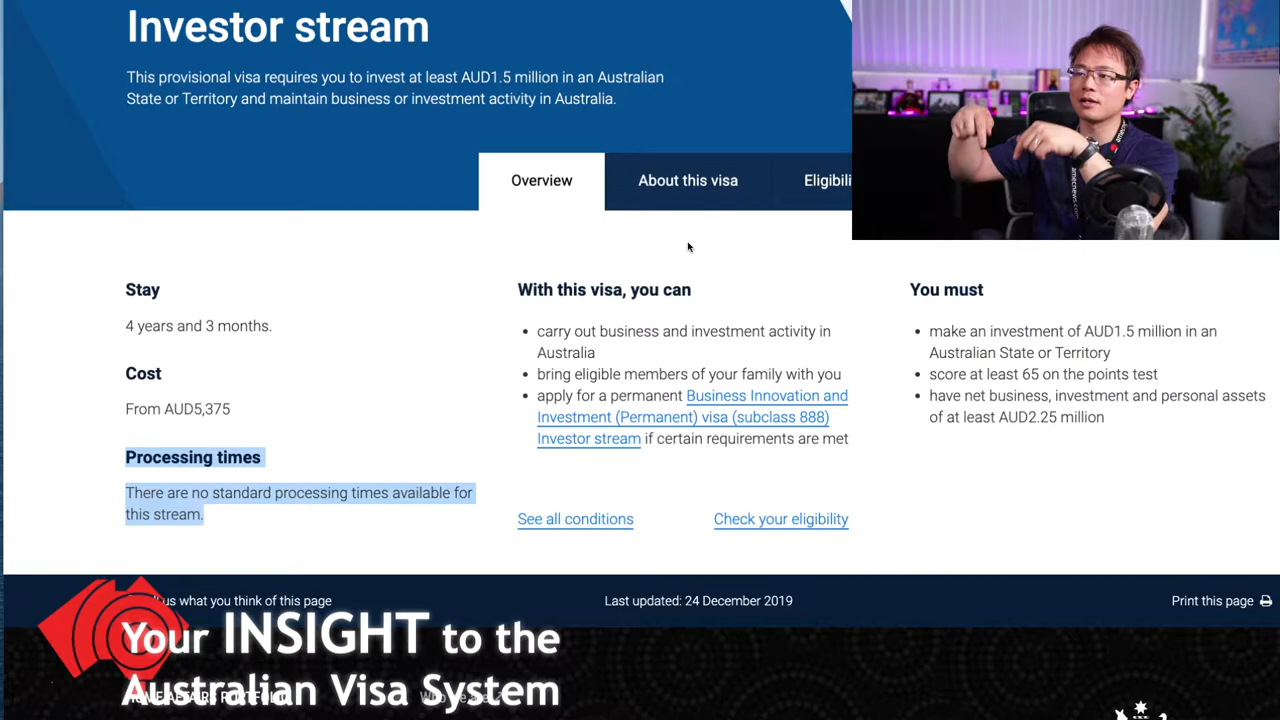 Investor stream
This provisional visa requires you to invest at least AUD1.5 million in an Australian
State or Territory and maintain business or investment activity in Australia.
Overview
About this visa
Eligibili
Stay
4 years and 3 months.
Cost
From AUD5,375
Processing times
There are no standard processing times available for
this stream.
With this visa, you can
• carry out business and investment activity in
Australia
• bring eligible members of your family with you
• apply for a permanent Business Innovation and
Investment (Permanent) visa (subclass 888)
Investor stream if certain requirements are met
See all conditions
Check your eligibility
You must
• make an investment of AUD1.5 million in an
Australian State or Territory
• score at least 65 on the points test
• have net business, investment and personal assets
of at least AUD2.25 million
us what you think of this page
Last updated: 24 December 2019
Print this page
Your INSIGHT to the
Australian Visa System
amecnews.com